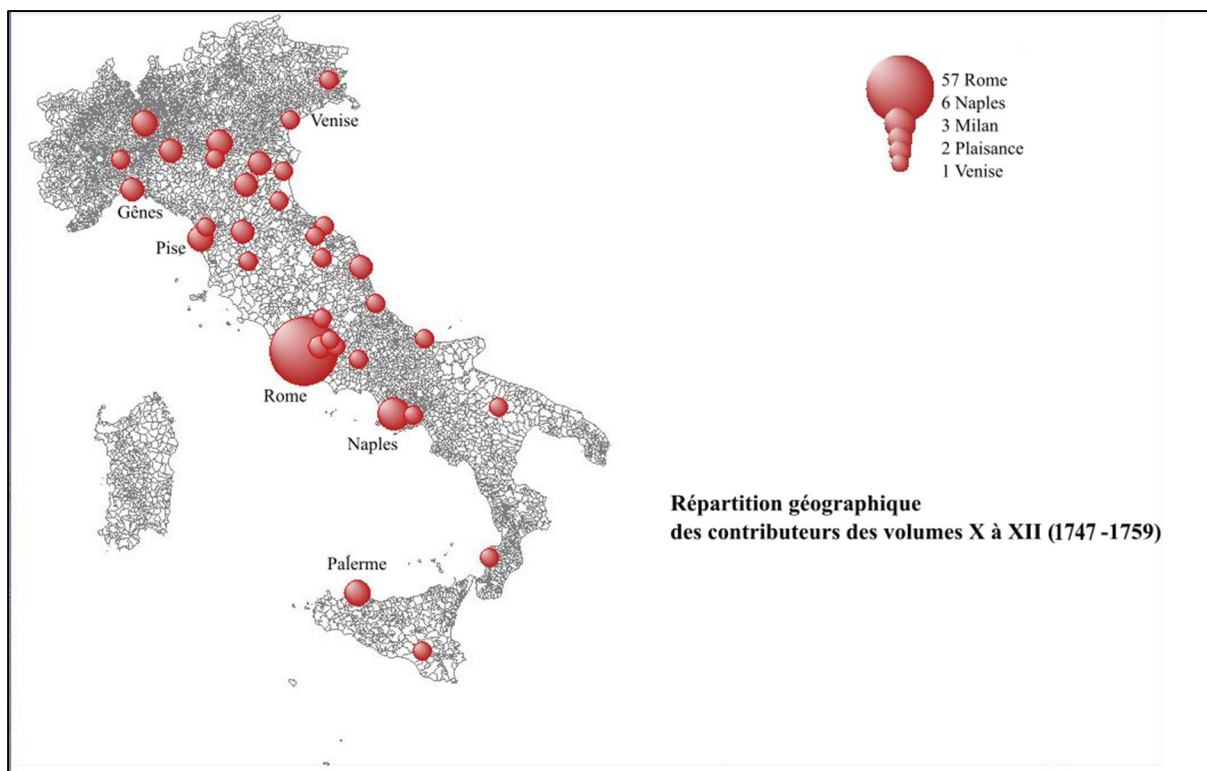 57 Rome
6 Naples
3 Milan
2 Plaisance
1 Venise
Venise
Gênes
Pise
Rome
Naples
Répartition géographique
des contributeurs des volumes X à XII (1747 -1759)
Palerme